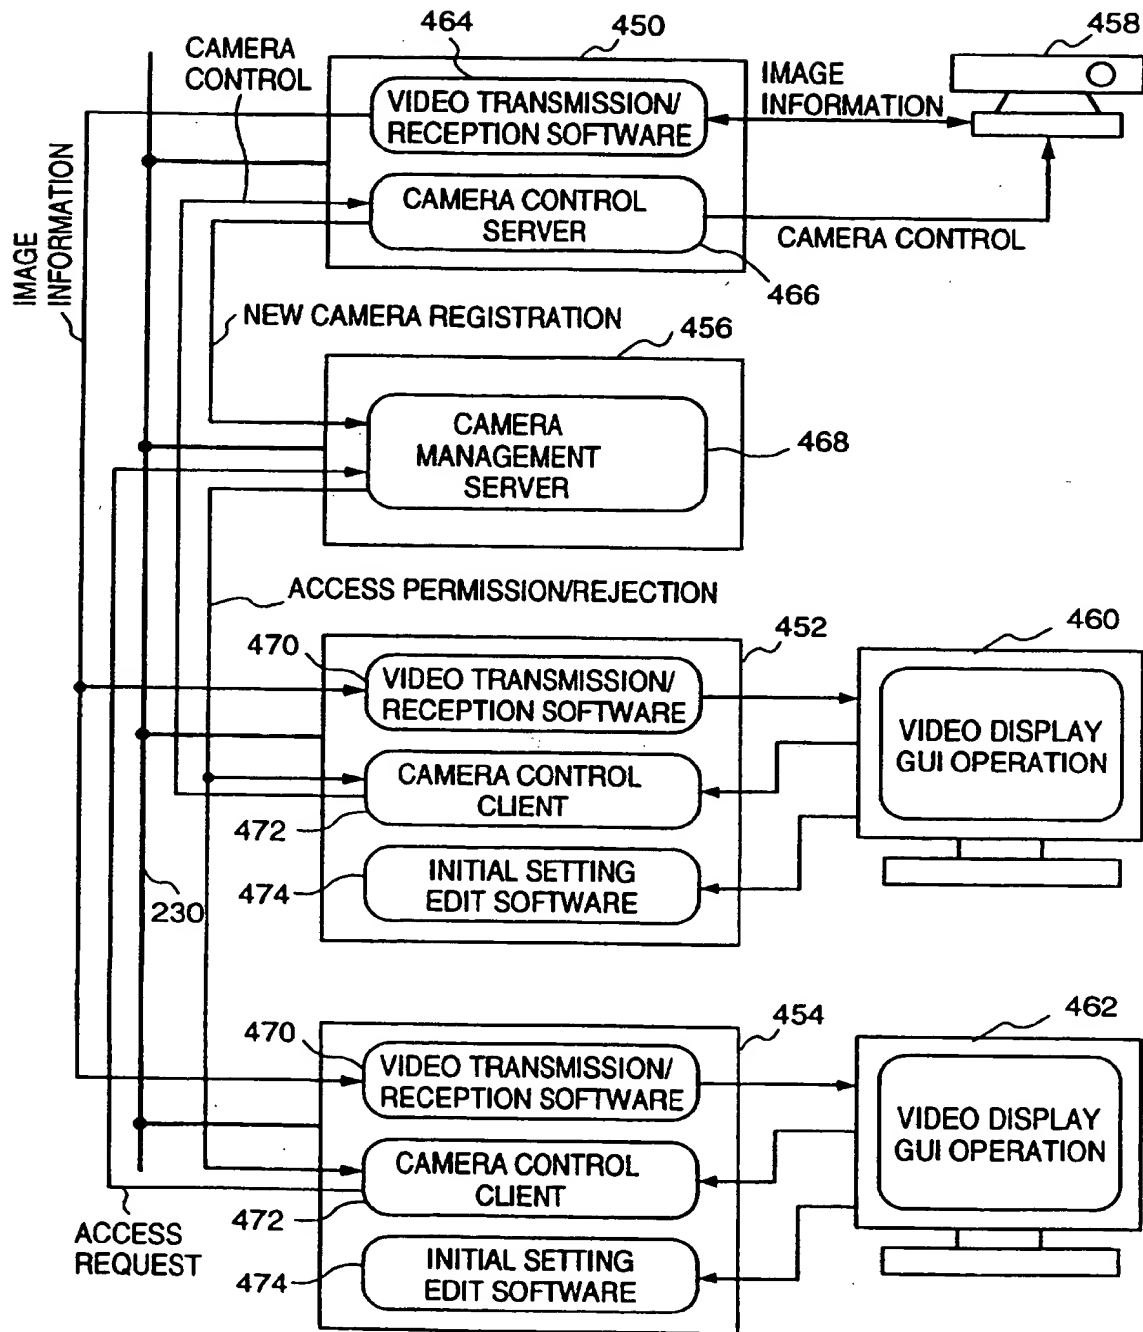 464
450
458
CAMERA
CONTROL
VIDEO TRANSMISSION/
RECEPTION SOFTWARE
IMAGE
INFORMATION
CAMERA CONTROL
SERVER
CAMERA CONTROL
466
IMAGE
INFORMATION
NEW CAMERA REGISTRATION
456
CAMERA
MANAGEMENT
SERVER
468
ACCESS PERMISSION/REJECTION
452
460
470
VIDEO TRANSMISSION/
RECEPTION SOFTWARE
VIDEO DISPLAY
GUI OPERATION
CAMERA CONTROL
CLIENT
472
INITIAL SETTING
EDIT SOFTWARE
474
230
454
462
470
VIDEO TRANSMISSION/
RECEPTION SOFTWARE
VIDEO DISPLAY
GUI OPERATION
CAMERA CONTROL
CLIENT
472
ACCESS
REQUEST
INITIAL SETTING
EDIT SOFTWARE
474